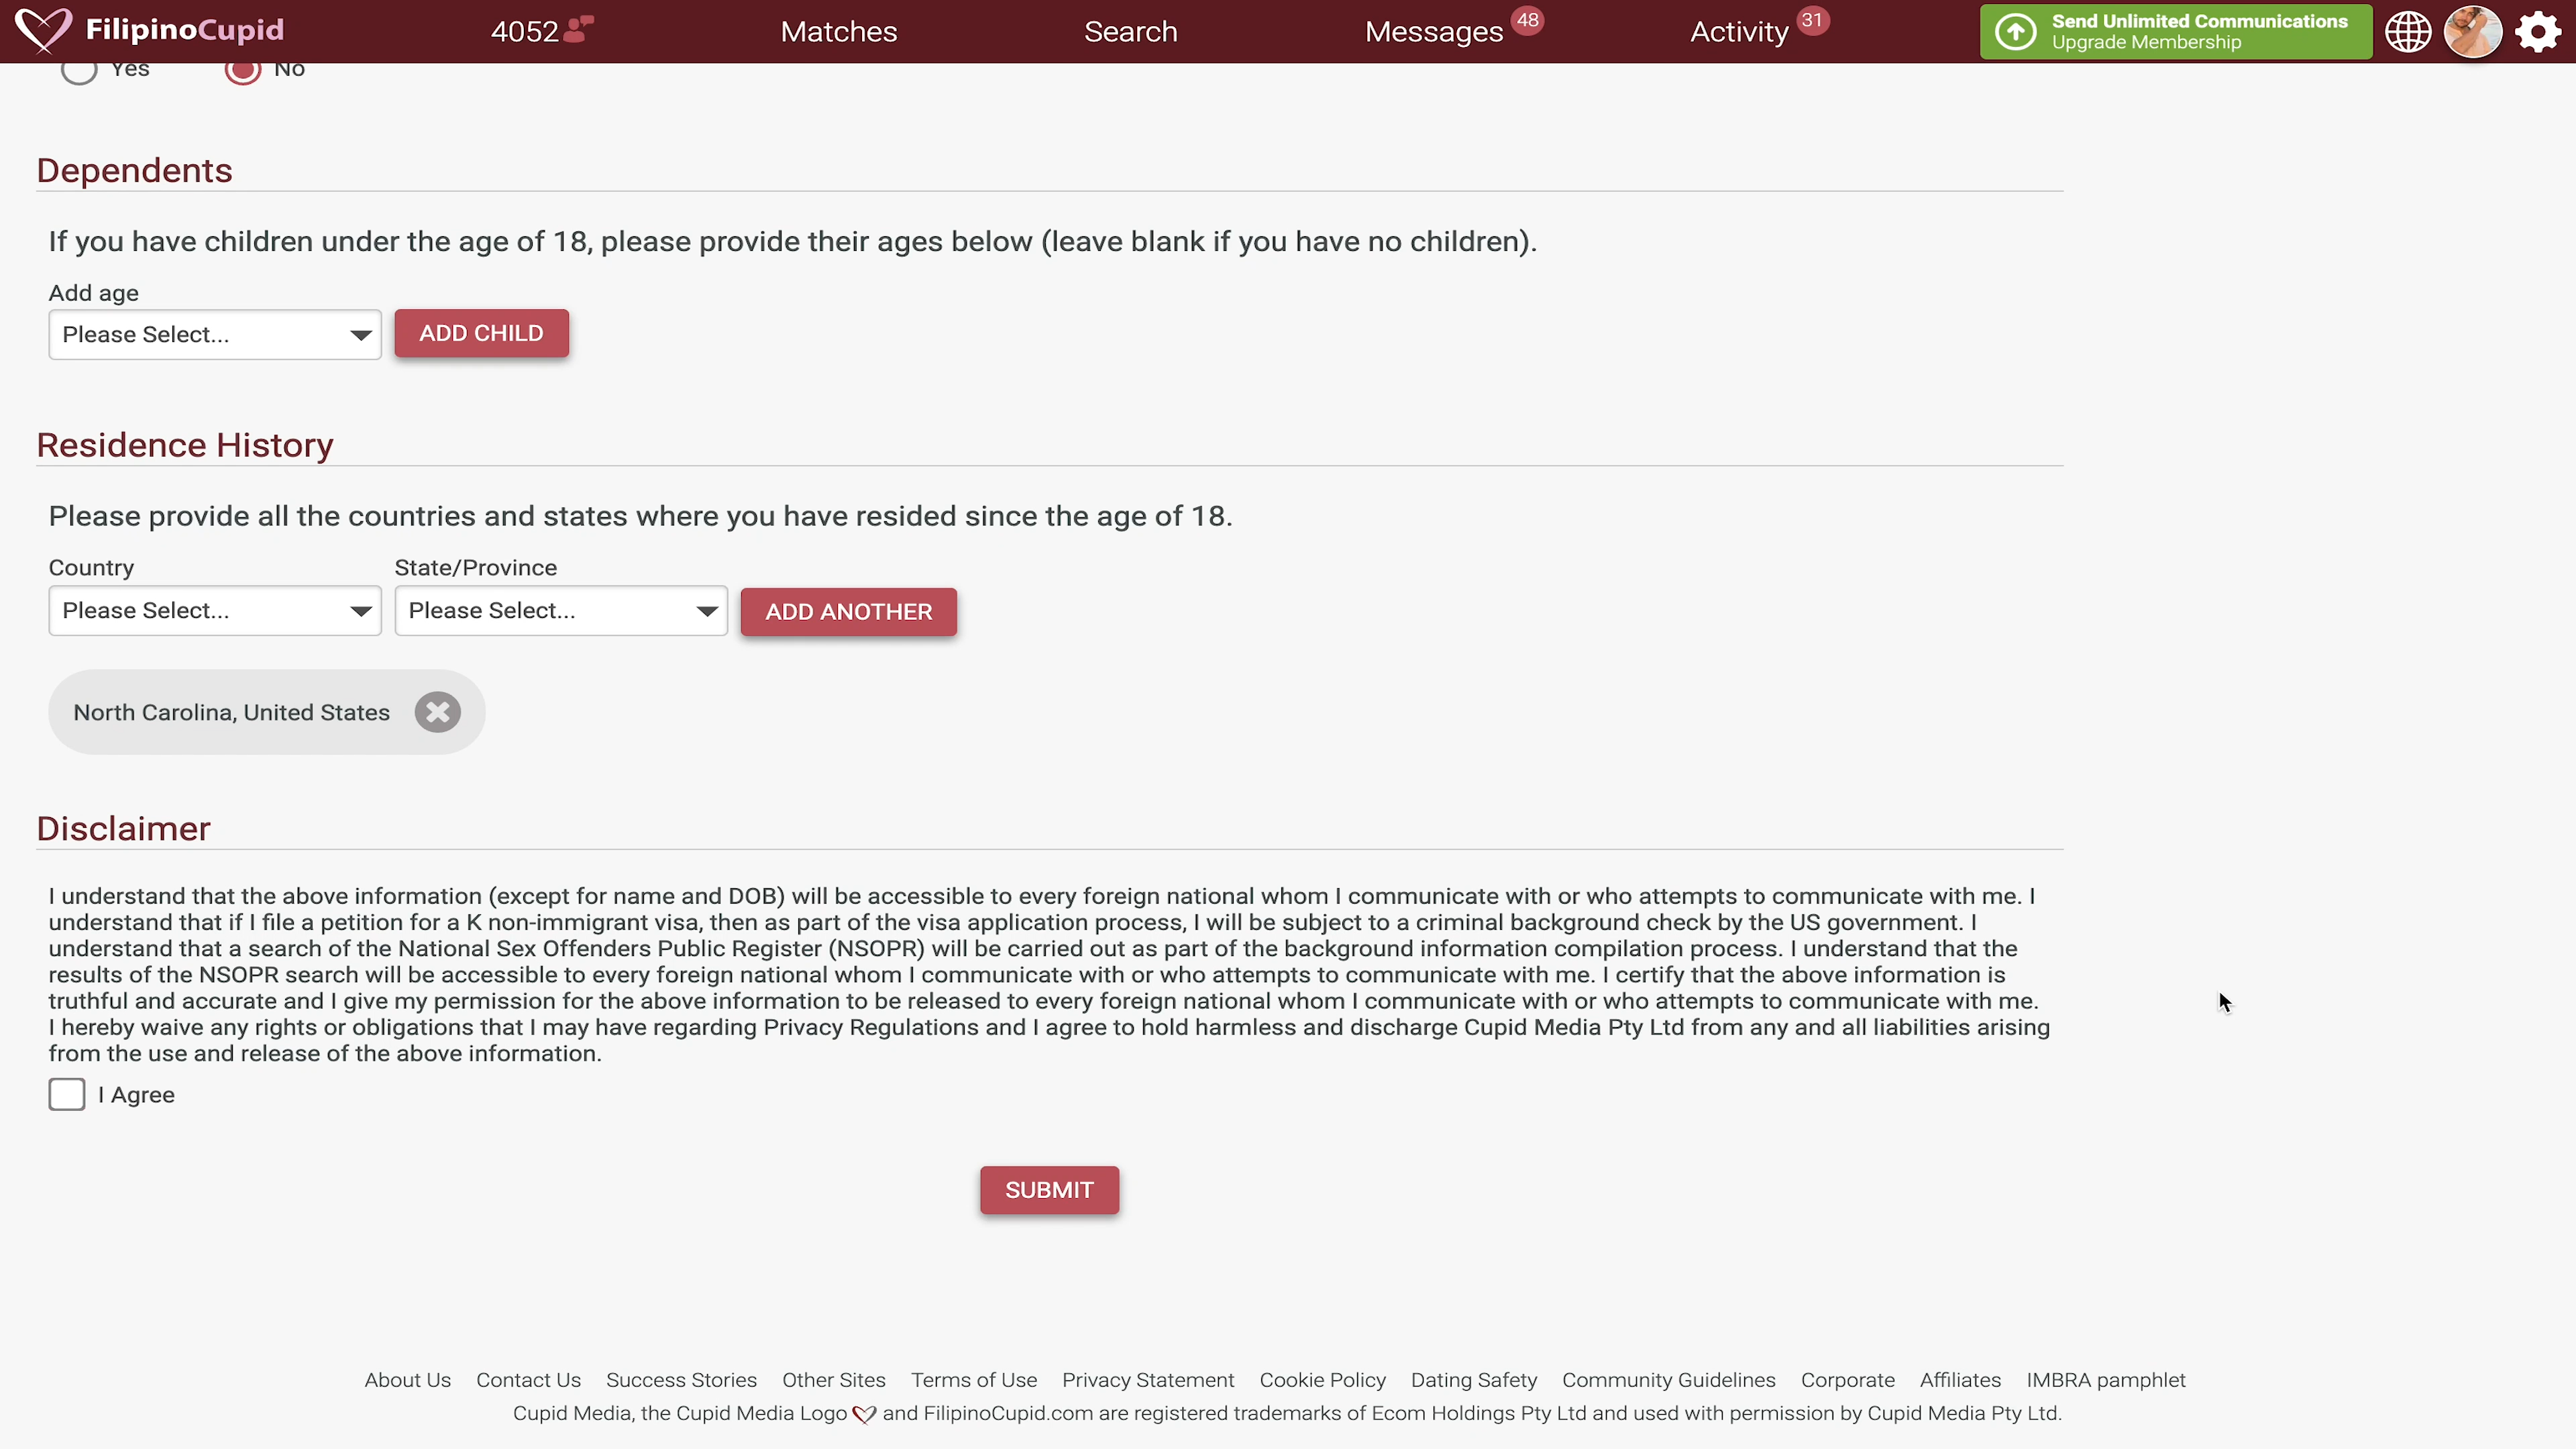 FilipinoCupid 4052 Matches Search Messages 48 Activity 31 Send Unlimited Communications
Upgrade Membership
Yes No
Dependents
If you have children under the age of 18, please provide their ages below (leave blank if you have no children).
Add age
Please Select... ADD CHILD
Residence History
Please provide all the countries and states where you have resided since the age of 18.
Country State/Province
Please Select... Please Select... ADD ANOTHER
North Carolina, United States
Disclaimer
I understand that the above information (except for name and DOB) will be accessible to every foreign national whom I communicate with or who attempts to communicate with me. I
understand that if I file a petition for a K non-immigrant visa, then as part of the visa application process, I will be subject to a criminal background check by the US government. I
understand that a search of the National Sex Offenders Public Register (NSOPR) will be carried out as part of the background information compilation process. I understand that the
results of the NSOPR search will be accessible to every foreign national whom I communicate with or who attempts to communicate with me. I certify that the above information is
truthful and accurate and I give my permission for the above information to be released to every foreign national whom I communicate with or who attempts to communicate with me.
I hereby waive any rights or obligations that I may have regarding Privacy Regulations and I agree to hold harmless and discharge Cupid Media Pty Ltd from any and all liabilities arising
from the use and release of the above information.
I Agree
SUBMIT
About Us Contact Us Success Stories Other Sites Terms of Use Privacy Statement Cookie Policy Dating Safety Community Guidelines Corporate Affiliates IMBRA pamphlet
Cupid Media, the Cupid Media Logo and FilipinoCupid.com are registered trademarks of Ecom Holdings Pty Ltd and used with permission by Cupid Media Pty Ltd.